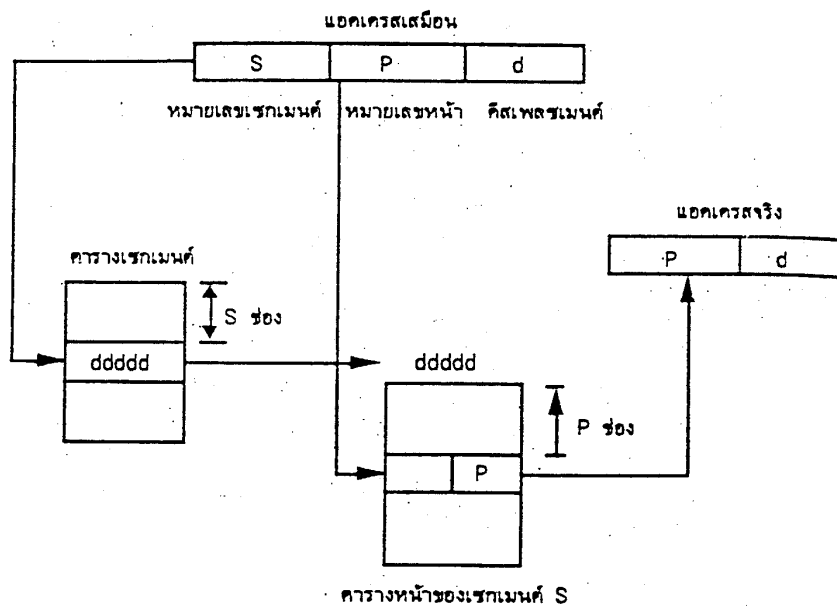 แอดเดรสเสมือน
S P d
หมายเลขเซกเมนต์ หมายเลขหน้า ดิสเพลซเมนต์
แอดเดรสจริง
P d
ตารางเซกเมนต์
S ช่อง
ddddd
ddddd
P ช่อง
P
ตารางหน้าของเซกเมนต์ S